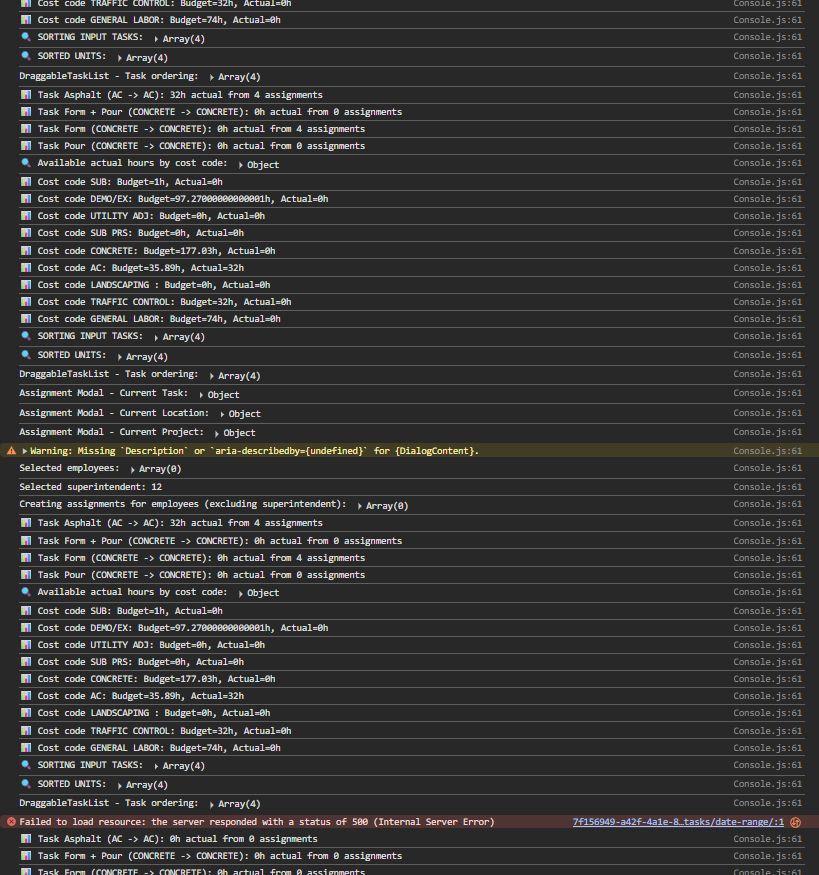 Cost code TRAFFIC CONTROL: Budget=32h, Actual=0h Console.js:61
Cost code GENERAL LABOR: Budget=74h, Actual=0h Console.js:61
SORTING INPUT TASKS: Array(4) Console.js:61
SORTED UNITS: Array(4) Console.js:61
DraggableTaskList - Task ordering: Array(4) Console.js:61
Task Asphalt (AC -> AC): 32h actual from 4 assignments Console.js:61
Task Form + Pour (CONCRETE -> CONCRETE): 0h actual from 0 assignments Console.js:61
Task Form (CONCRETE -> CONCRETE): 0h actual from 4 assignments Console.js:61
Task Pour (CONCRETE -> CONCRETE): 0h actual from 0 assignments Console.js:61
Available actual hours by cost code: Object Console.js:61
Cost code SUB: Budget=1h, Actual=0h Console.js:61
Cost code DEMO/EX: Budget=97.27000000000001h, Actual=0h Console.js:61
Cost code UTILITY ADJ: Budget=0h, Actual=0h Console.js:61
Cost code SUB PRS: Budget=0h, Actual=0h Console.js:61
Cost code CONCRETE: Budget=177.03h, Actual=0h Console.js:61
Cost code AC: Budget=35.89h, Actual=32h Console.js:61
Cost code LANDSCAPING : Budget=0h, Actual=0h Console.js:61
Cost code TRAFFIC CONTROL: Budget=32h, Actual=0h Console.js:61
Cost code GENERAL LABOR: Budget=74h, Actual=0h Console.js:61
SORTING INPUT TASKS: Array(4) Console.js:61
SORTED UNITS: Array(4) Console.js:61
DraggableTaskList - Task ordering: Array(4) Console.js:61
Assignment Modal - Current Task: Object Console.js:61
Assignment Modal - Current Location: Object Console.js:61
Assignment Modal - Current Project: Object Console.js:61
Warning: Missing `Description` or `aria-describedby={undefined}` for {DialogContent}. Console.js:61
Selected employees: Array(0) Console.js:61
Selected superintendent: 12 Console.js:61
Creating assignments for employees (excluding superintendent): Array(0) Console.js:61
Task Asphalt (AC -> AC): 32h actual from 4 assignments Console.js:61
Task Form + Pour (CONCRETE -> CONCRETE): 0h actual from 0 assignments Console.js:61
Task Form (CONCRETE -> CONCRETE): 0h actual from 4 assignments Console.js:61
Task Pour (CONCRETE -> CONCRETE): 0h actual from 0 assignments Console.js:61
Available actual hours by cost code: Object Console.js:61
Cost code SUB: Budget=1h, Actual=0h Console.js:61
Cost code DEMO/EX: Budget=97.27000000000001h, Actual=0h Console.js:61
Cost code UTILITY ADJ: Budget=0h, Actual=0h Console.js:61
Cost code SUB PRS: Budget=0h, Actual=0h Console.js:61
Cost code CONCRETE: Budget=177.03h, Actual=0h Console.js:61
Cost code AC: Budget=35.89h, Actual=32h Console.js:61
Cost code LANDSCAPING : Budget=0h, Actual=0h Console.js:61
Cost code TRAFFIC CONTROL: Budget=32h, Actual=0h Console.js:61
Cost code GENERAL LABOR: Budget=74h, Actual=0h Console.js:61
SORTING INPUT TASKS: Array(4) Console.js:61
SORTED UNITS: Array(4) Console.js:61
DraggableTaskList - Task ordering: Array(4) Console.js:61
Failed to load resource: the server responded with a status of 500 (Internal Server Error) 7f156949-a42f-4a1e-8…tasks/date-range/:1
Task Asphalt (AC -> AC): 0h actual from 0 assignments Console.js:61
Task Form + Pour (CONCRETE -> CONCRETE): 0h actual from 0 assignments Console.js:61
Task Form (CONCRETE -> CONCRETE): 0h actual from 0 assignments Console.js:61